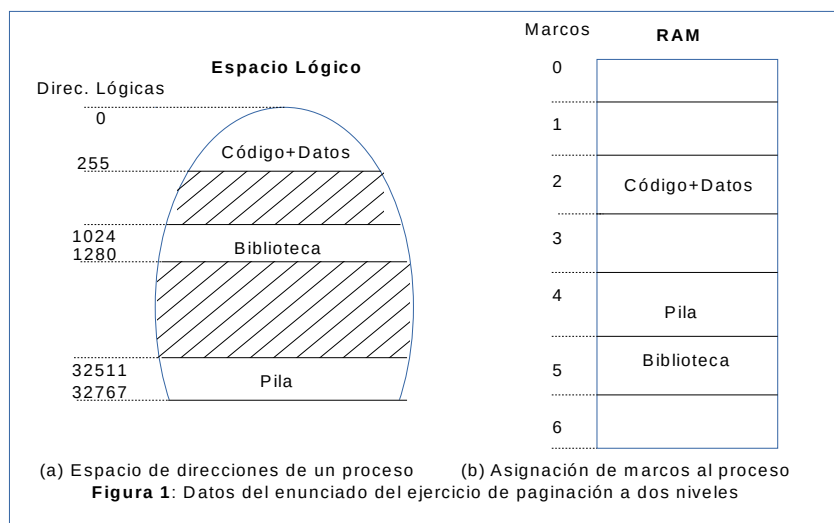 Espacio Lógico
Direc. Lógicas
0
Código+Datos
255
1024
1280
Biblioteca
32511
32767
Pila
Marcos
RAM
0
1
2
Código+Datos
3
4
Pila
5
Biblioteca
6
(a) Espacio de direcciones de un proceso
(b) Asignación de marcos al proceso
Figura 1: Datos del enunciado del ejercicio de paginación a dos niveles